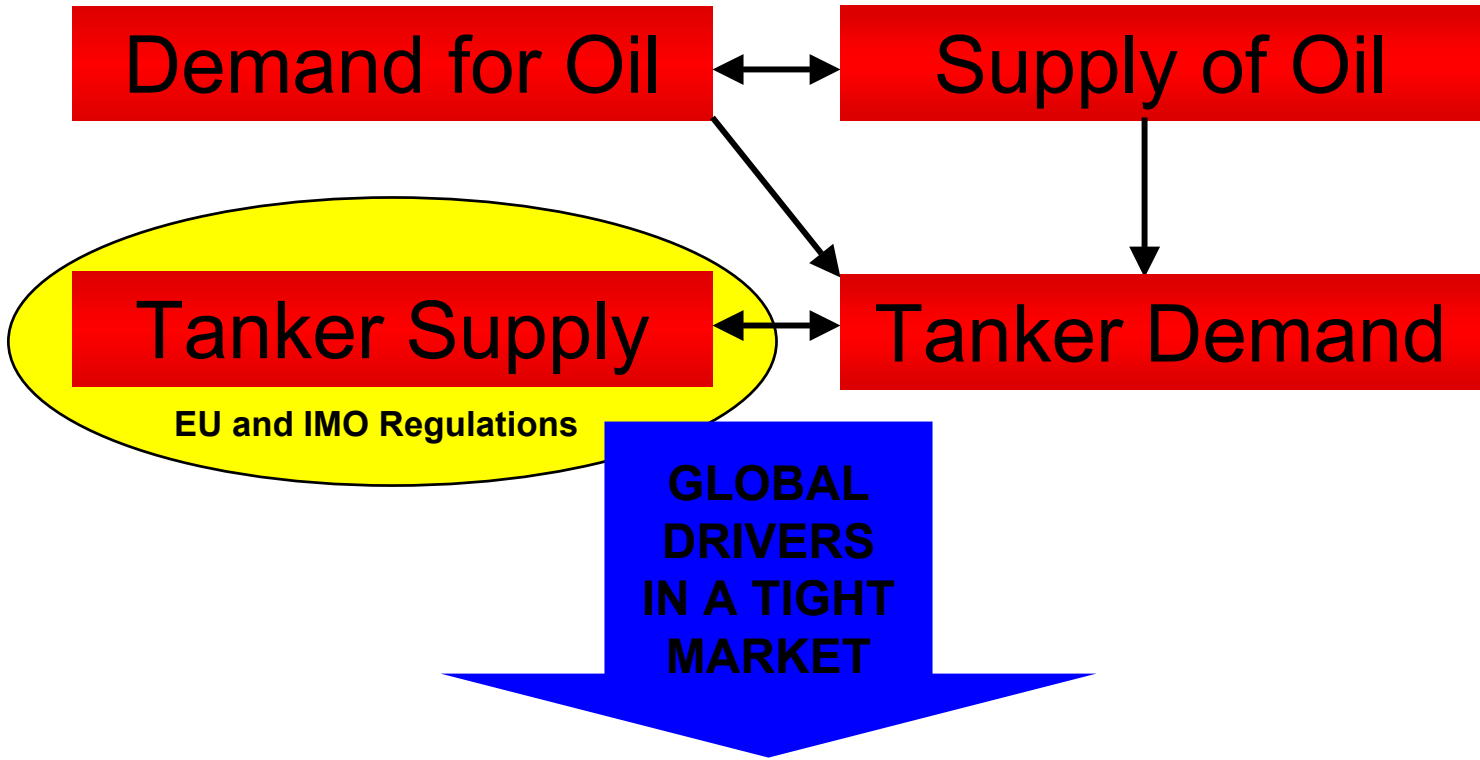 Demand for Oil
Supply of Oil
Tanker Supply
Tanker Demand
EU and IMO Regulations
GLOBAL
DRIVERS
IN A TIGHT
MARKET